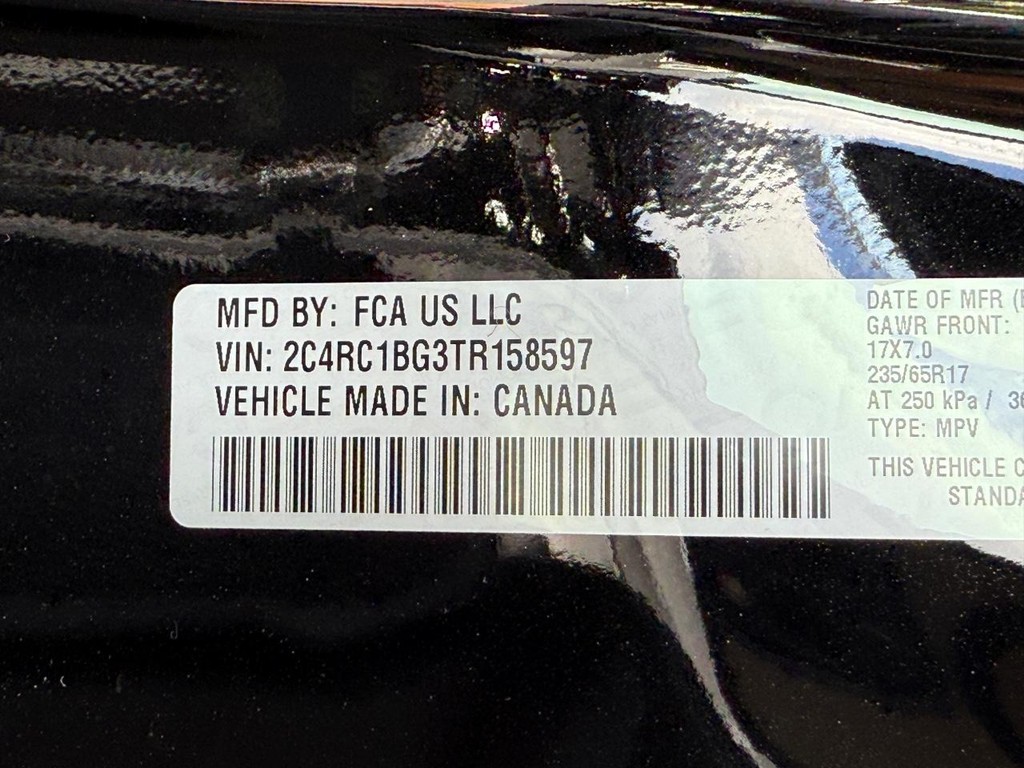 MFD BY: FCA US LLC
VIN: 2C4RC1BG3TR158597
VEHICLE MADE IN: CANADA
DATE OF MFR (
GAWR FRONT:
17X7.0
235/65R17
AT 250 kPa /
TYPE: MPV
THIS VEHICLE